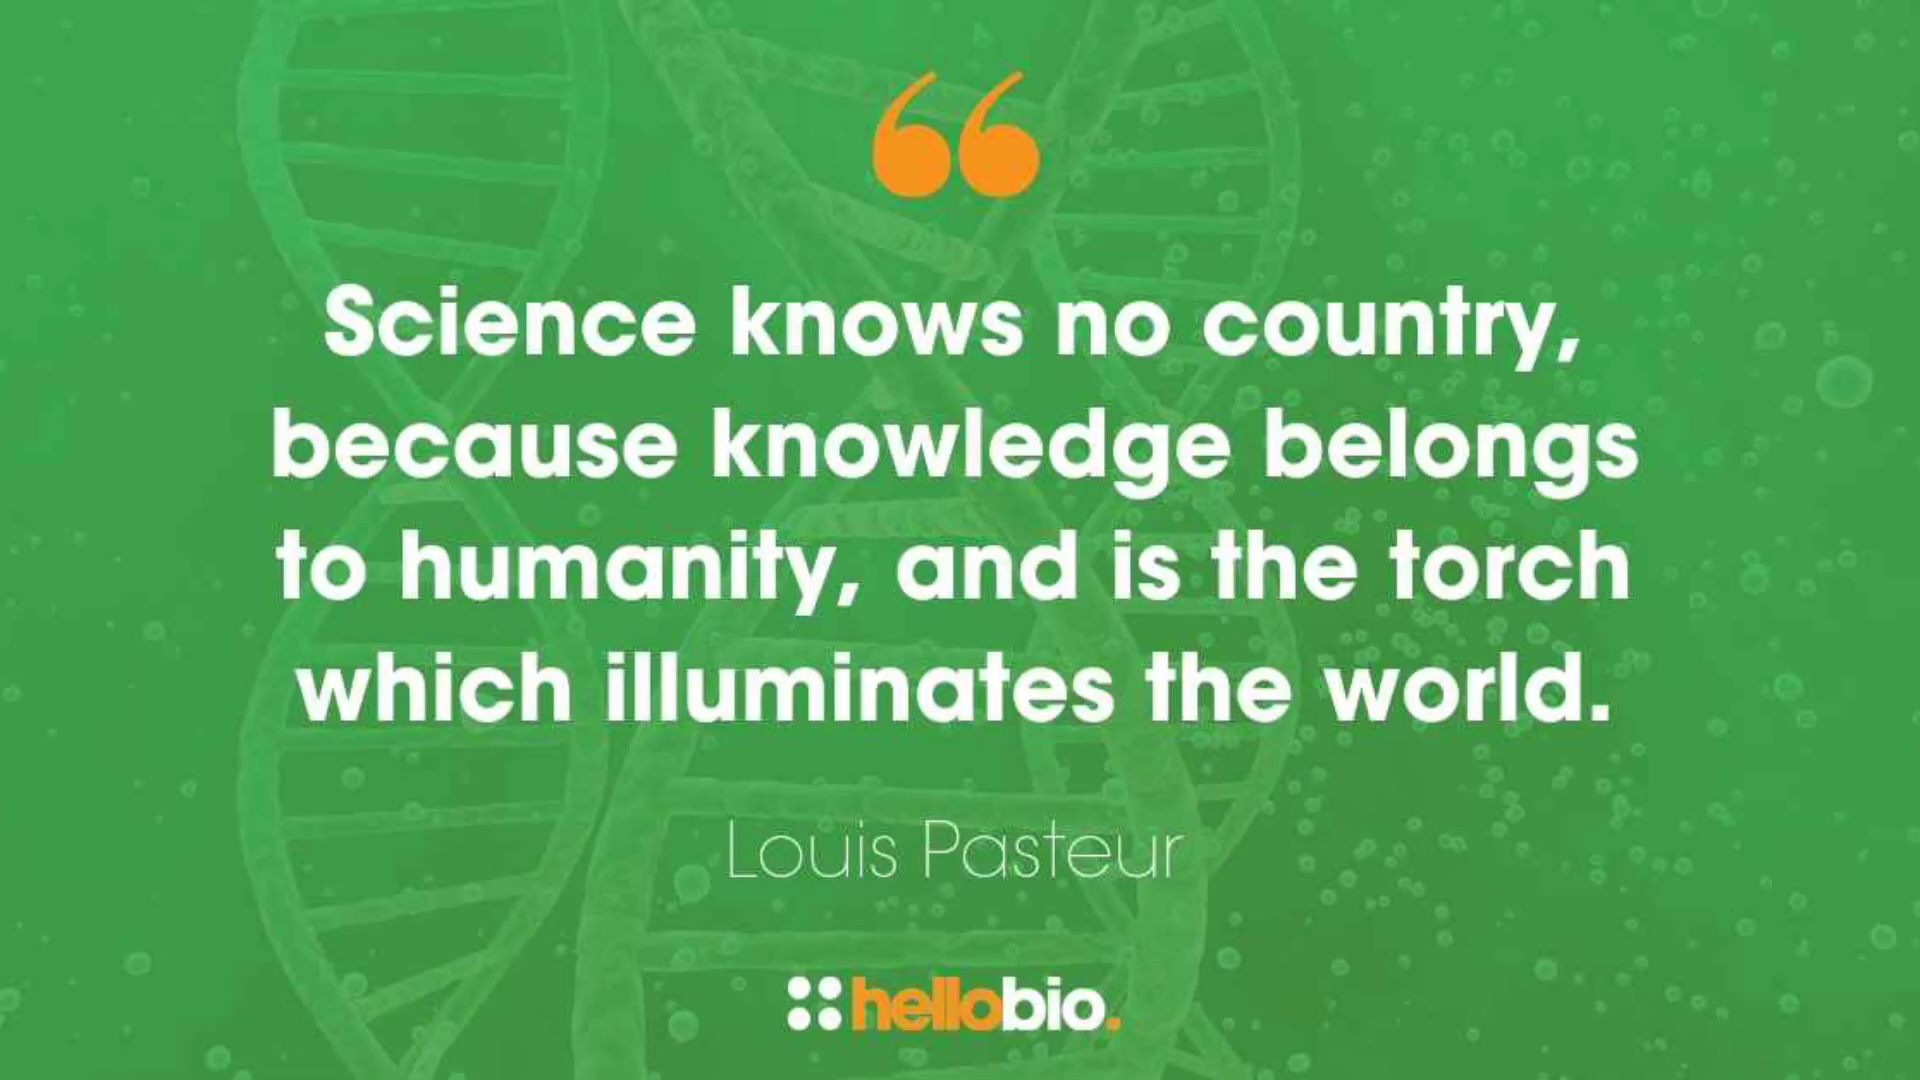 “
Science knows no country,
because knowledge belongs
to humanity, and is the torch
which illuminates the world.
Louis Pasteur
hellobio.